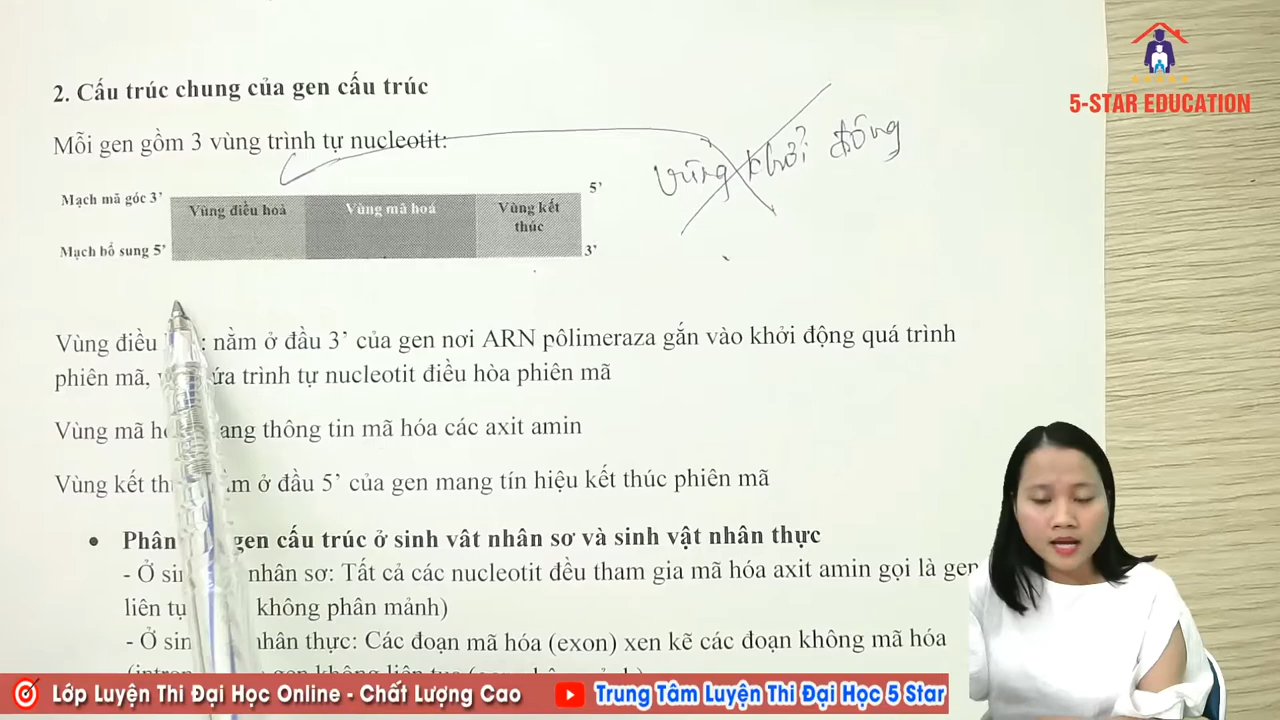 5-STAR EDUCATION
2. Cấu trúc chung của gen cấu trúc
Mỗi gen gồm 3 vùng trình tự nucleotit:
vùng khởi động
Mạch mã gốc 3’
5’
Vùng điều hoà
Vùng mã hoá
Vùng kết
thúc
Mạch bổ sung 5’
3’
Vùng điều : nằm ở đầu 3’ của gen nơi ARN pôlimeraza gắn vào khởi động quá trình
phiên mã, trình tự nucleotit điều hòa phiên mã
Vùng mã thông tin mã hóa các axit amin
Vùng kết ở đầu 5’ của gen mang tín hiệu kết thúc phiên mã
• Phân gen cấu trúc ở sinh vât nhân sơ và sinh vật nhân thực
- Ở nhân sơ: Tất cả các nucleotit đều tham gia mã hóa axit amin gọi là gen
liên không phân mảnh)
- Ở nhân thực: Các đoạn mã hóa (exon) xen kẽ các đoạn không mã hóa
Lớp Luyện Thi Đại Học Online - Chất Lượng Cao
Trung Tâm Luyện Thi Đại Học 5 Star